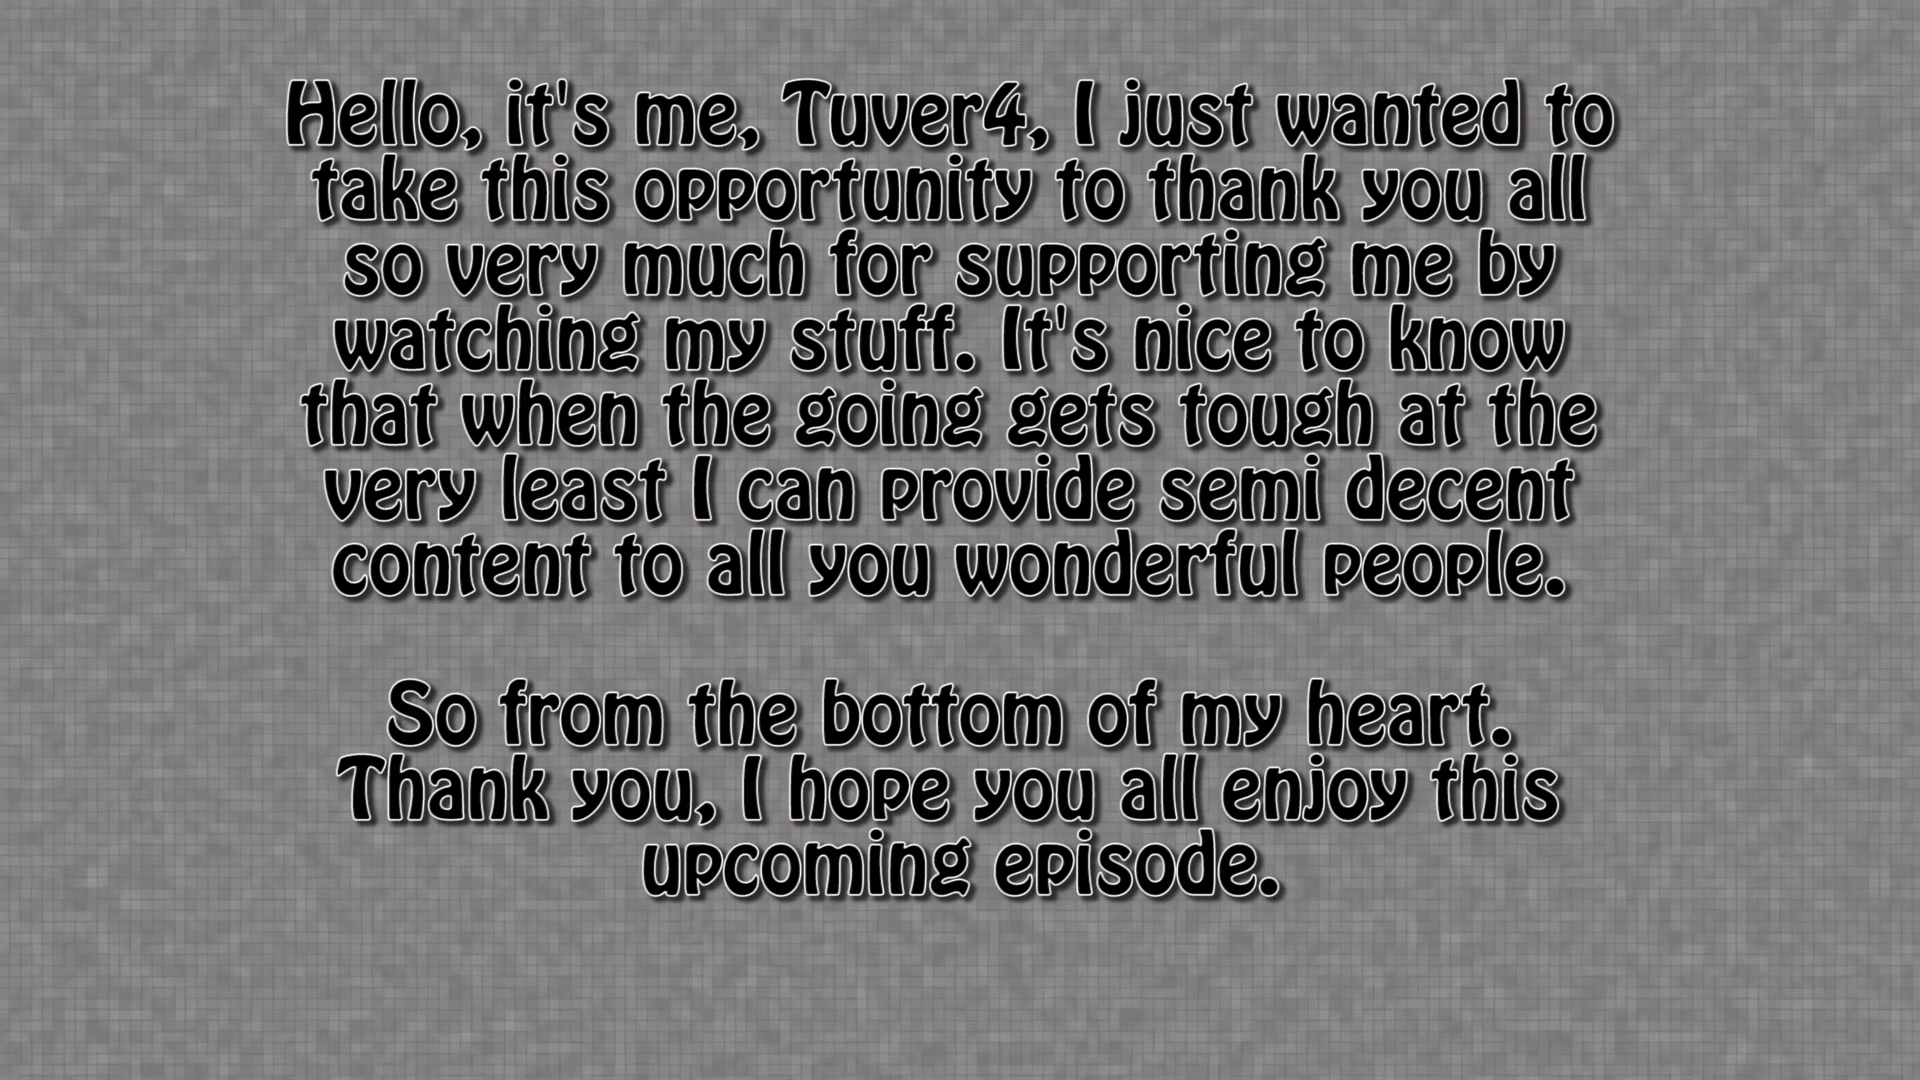 Hello, it's me, Tuver4, I just wanted to
take this opportunity to thank you all
so very much for supporting me by
watching my stuff. It's nice to know
that when the going gets tough at the
very least I can provide semi decent
content to all you wonderful people.
So from the bottom of my heart.
Thank you, I hope you all enjoy this
upcoming episode.